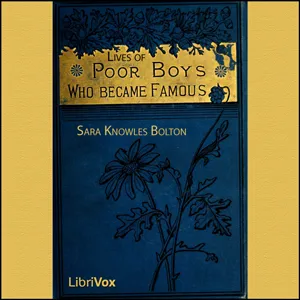 LIVES OF
POOR BOYS
WHO BECAME FAMOUS
SARA KNOWLES BOLTON
LibriVox